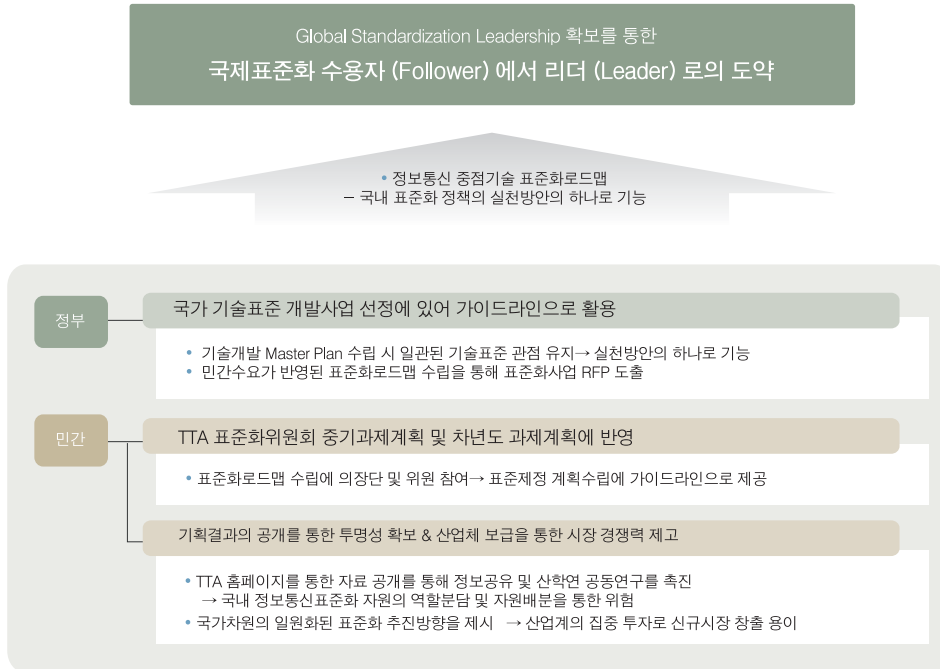 Global Standardization Leadership 확보를 통한
국제표준화 수용자 (Follower) 에서 리더 (Leader) 로의 도약
• 정보통신 중점기술 표준화로드맵
– 국내 표준화 정책의 실천방안의 하나로 기능
정부
국가 기술표준 개발사업 선정에 있어 가이드라인으로 활용
• 기술개발 Master Plan 수립 시 일관된 기술표준 관점 유지→ 실천방안의 하나로 기능
• 민간수요가 반영된 표준화로드맵 수립을 통해 표준화사업 RFP 도출
민간
TTA 표준화위원회 중기과제계획 및 차년도 과제계획에 반영
• 표준화로드맵 수립에 의장단 및 위원 참여→ 표준제정 계획수립에 가이드라인으로 제공
기획결과의 공개를 통한 투명성 확보 & 산업체 보급을 통한 시장 경쟁력 제고
• TTA 홈페이지를 통한 자료 공개를 통해 정보공유 및 산학연 공동연구를 촉진
→ 국내 정보통신표준화 자원의 역할분담 및 자원배분을 통한 위험
• 국가차원의 일원화된 표준화 추진방향을 제시 → 산업계의 집중 투자로 신규시장 창출 용이